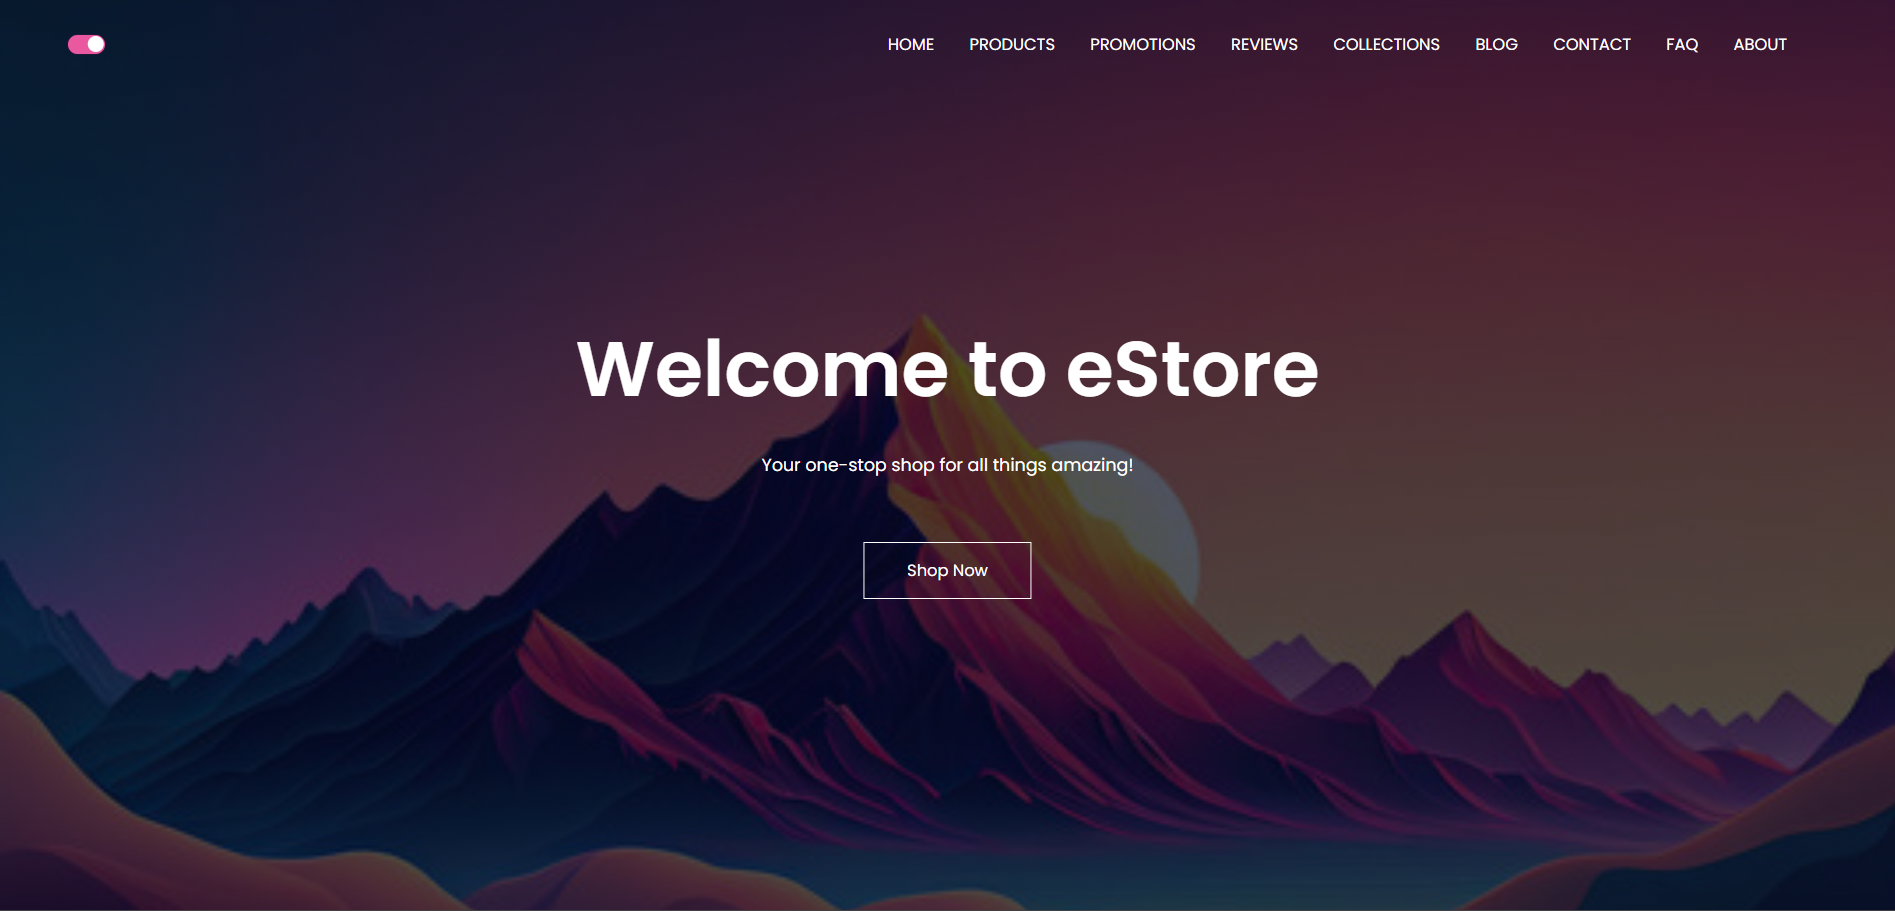 HOME PRODUCTS PROMOTIONS REVIEWS COLLECTIONS BLOG CONTACT FAQ ABOUT
Welcome to eStore
Your one-stop shop for all things amazing!
Shop Now